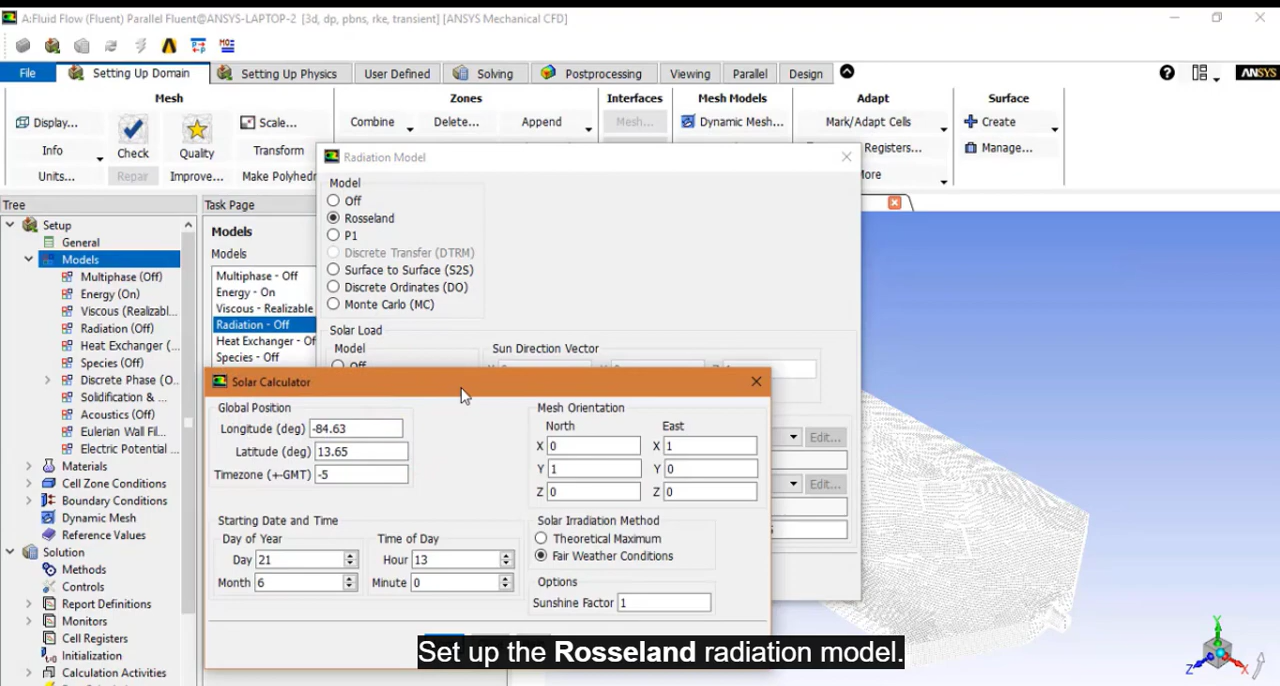 A:Fluid Flow (Fluent) Parallel Fluent@ANSYS-LAPTOP-2 [3d, dp, pbns, rke, transient] [ANSYS Mechanical CFD]
File Setting Up Domain Setting Up Physics User Defined Solving Postprocessing Viewing Parallel Design ANSYS
Mesh Zones Interfaces Mesh Models Adapt Surface
Display... Scale... Combine Delete... Append Mesh... Dynamic Mesh... Mark/Adapt Cells Create
Info Check Quality Transform Registers... Manage...
Units... Repair Improve... Make Polyhed ore
Radiation Model
Tree Task Page
Setup
General
Models
Multiphase (Off)
Energy (On)
Viscous (Realizabl...
Radiation (Off)
Heat Exchanger (...
Species (Off)
Discrete Phase (O...
Solidification & ...
Acoustics (Off)
Eulerian Wall Fil...
Electric Potential ...
Materials
Cell Zone Conditions
Boundary Conditions
Dynamic Mesh
Reference Values
Solution
Methods
Controls
Report Definitions
Monitors
Cell Registers
Initialization
Calculation Activities
Models
Models
Multiphase - Off
Energy - On
Viscous - Realizable
Radiation - Off
Heat Exchanger - Of
Species - Off
Model
Off
Rosseland
P1
Discrete Transfer (DTRM)
Surface to Surface (S2S)
Discrete Ordinates (DO)
Monte Carlo (MC)
Solar Load
Model Sun Direction Vector
Off
Edit...
Edit...
Solar Calculator
Global Position
Longitude (deg) -84.63
Latitude (deg) 13.65
Timezone (+-GMT) -5
Mesh Orientation
North East
X 0 X 1
Y 1 Y 0
Z 0 Z 0
Starting Date and Time
Day of Year Time of Day
Day 21 Hour 13
Month 6 Minute 0
Solar Irradiation Method
Theoretical Maximum
Fair Weather Conditions
Options
Sunshine Factor 1
Set up the Rosseland radiation model.
Y
Z X